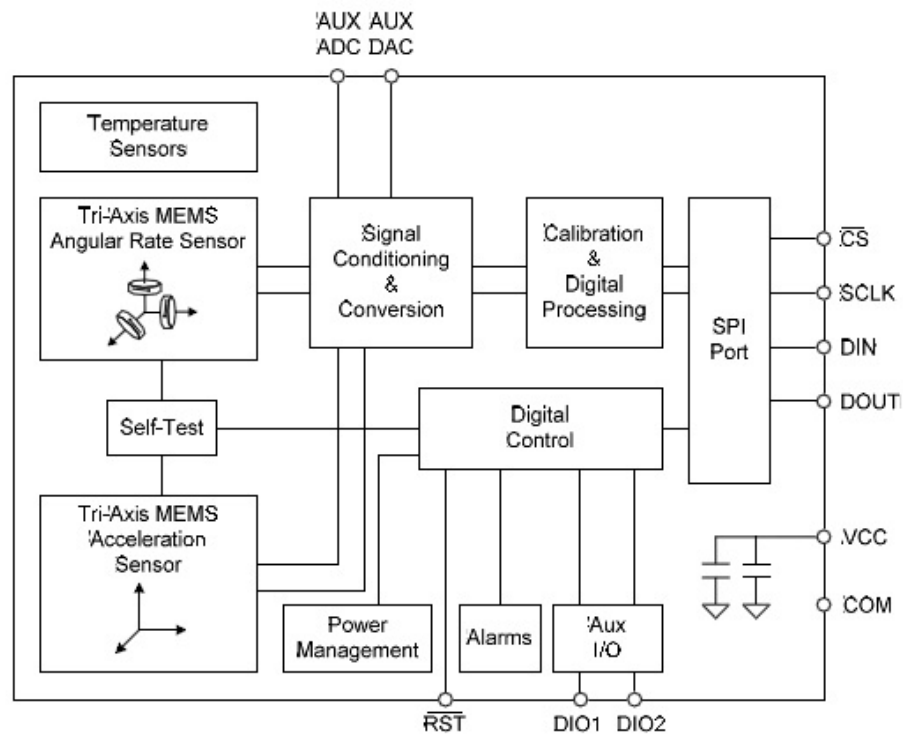 AUX AUX
ADC DAC
Temperature
Sensors
Tri-Axis MEMS
Angular Rate Sensor
Signal
Conditioning
&
Conversion
Calibration
&
Digital
Processing
SPI
Port
CS
SCLK
DIN
DOUT
Self-Test
Digital
Control
Tri-Axis MEMS
Acceleration
Sensor
Power
Management
Alarms
Aux
I/O
VCC
COM
RST
DIO1
DIO2